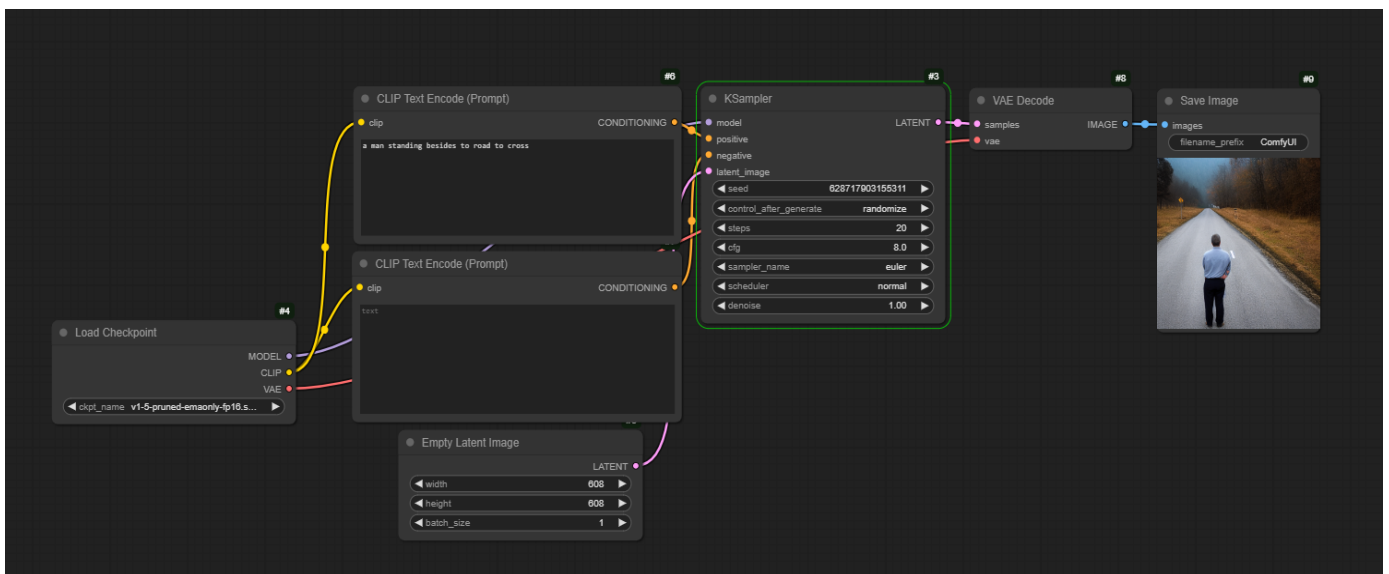 #4
Load Checkpoint
MODEL
CLIP
VAE
ckpt_name v1-5-pruned-emaonly-fp16.s...
#6
CLIP Text Encode (Prompt)
clip CONDITIONING
a man standing besides to road to cross
CLIP Text Encode (Prompt)
clip CONDITIONING
text
Empty Latent Image
LATENT
width 608
height 608
batch_size 1
#3
KSampler
model LATENT
positive
negative
latent_image
seed 628717903155311
control_after_generate randomize
steps 20
cfg 8.0
sampler_name euler
scheduler normal
denoise 1.00
#8
VAE Decode
samples IMAGE
vae
#9
Save Image
images
filename_prefix ComfyUI